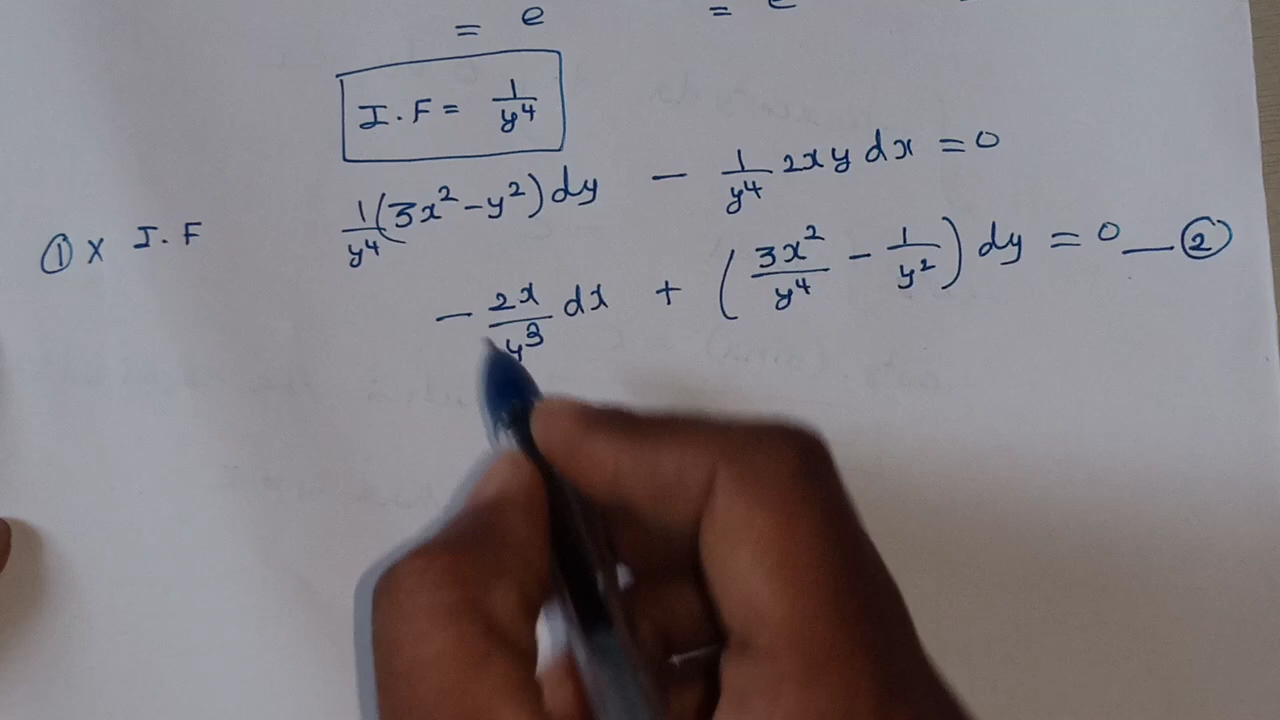 = e = e
I.F = 1/y⁴
1/y⁴ (3x² - y²) dy - 1/y⁴ 2xy dx = 0
① × I.F
- 2x/y³ dx + (3x²/y⁴ - 1/y²) dy = 0 — ②